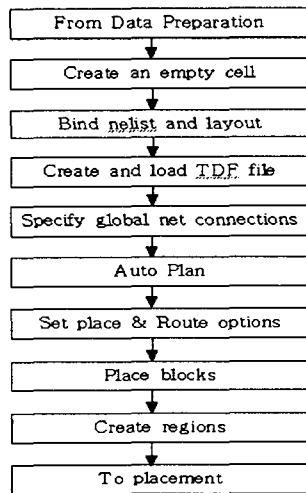 From Data Preparation
Create an empty cell
Bind nelist and layout
Create and load TDF file
Specify global net connections
Auto Plan
Set place & Route options
Place blocks
Create regions
To placement